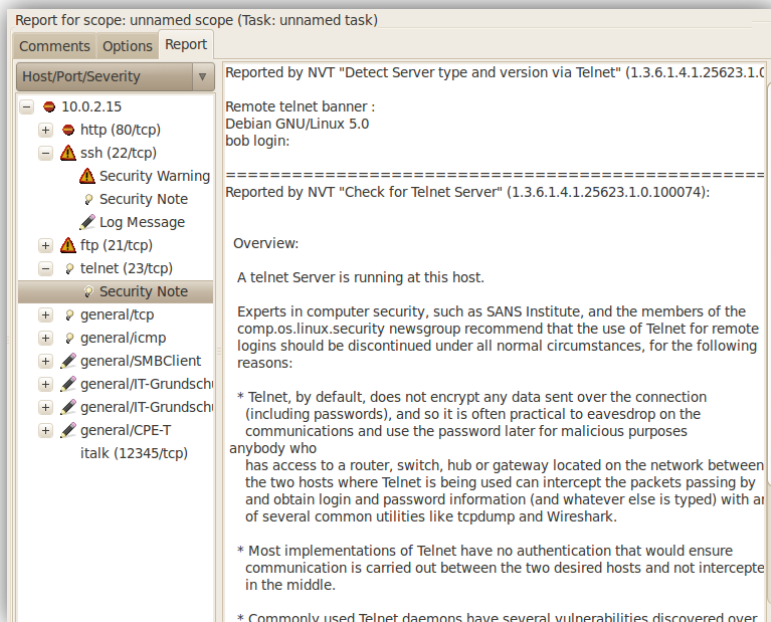 Report for scope: unnamed scope (Task: unnamed task)
Comments Options Report
Host/Port/Severity
10.0.2.15
http (80/tcp)
ssh (22/tcp)
Security Warning
Security Note
Log Message
ftp (21/tcp)
telnet (23/tcp)
Security Note
general/tcp
general/icmp
general/SMBClient
general/IT-Grundschu
general/IT-Grundschu
general/CPE-T
italk (12345/tcp)
Reported by NVT "Detect Server type and version via Telnet" (1.3.6.1.4.1.25623.1.0
Remote telnet banner :
Debian GNU/Linux 5.0
bob login:
====================================================
Reported by NVT "Check for Telnet Server" (1.3.6.1.4.1.25623.1.0.100074):
Overview:
A telnet Server is running at this host.
Experts in computer security, such as SANS Institute, and the members of the
comp.os.linux.security newsgroup recommend that the use of Telnet for remote
logins should be discontinued under all normal circumstances, for the following
reasons:
* Telnet, by default, does not encrypt any data sent over the connection
(including passwords), and so it is often practical to eavesdrop on the
communications and use the password later for malicious purposes
anybody who
has access to a router, switch, hub or gateway located on the network between
the two hosts where Telnet is being used can intercept the packets passing by
and obtain login and password information (and whatever else is typed) with
of several common utilities like tcpdump and Wireshark.
* Most implementations of Telnet have no authentication that would ensure
communication is carried out between the two desired hosts and not intercepte
in the middle.
* Commonly used Telnet daemons have several vulnerabilities discovered over